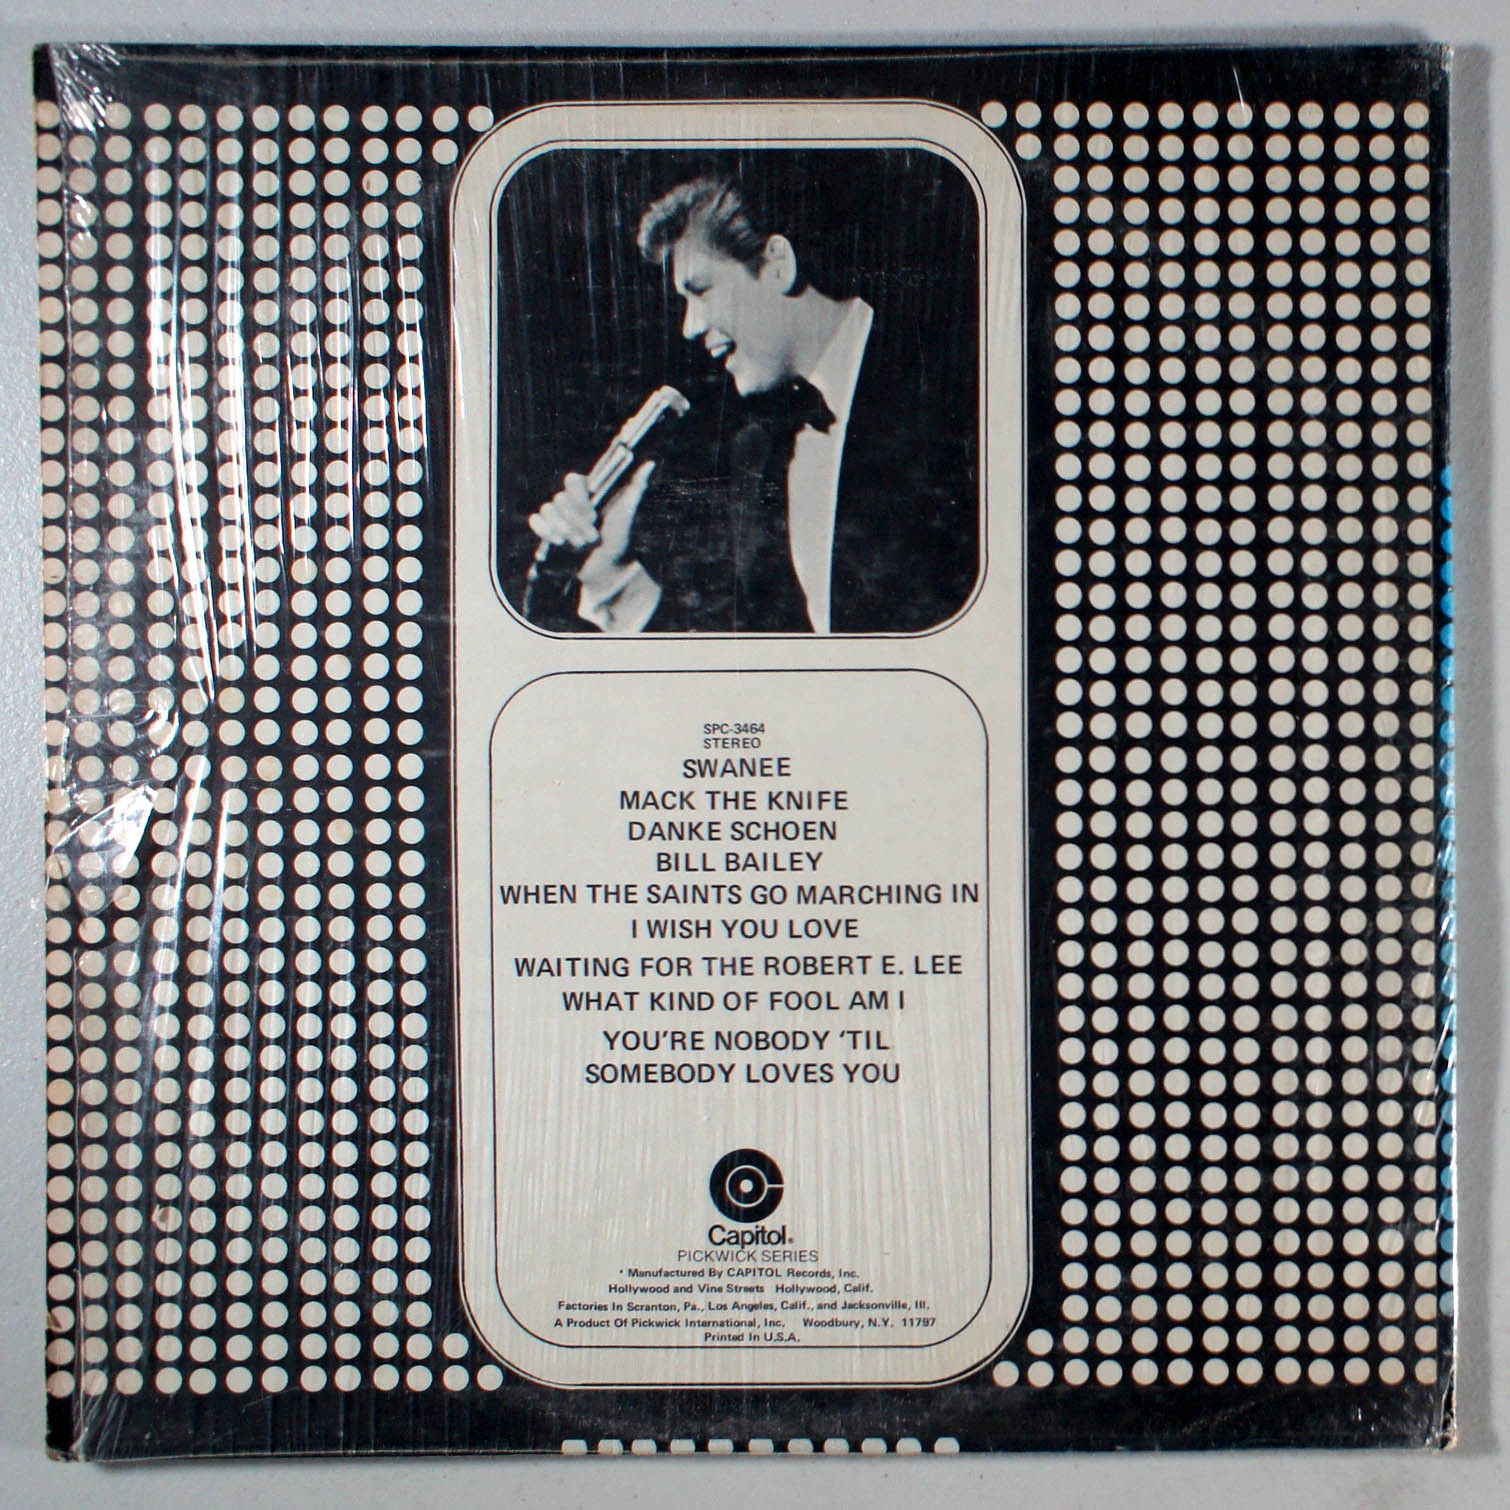 SPC-3464
STEREO
SWANEE
MACK THE KNIFE
DANKE SCHOEN
BILL BAILEY
WHEN THE SAINTS GO MARCHING IN
I WISH YOU LOVE
WAITING FOR THE ROBERT E. LEE
WHAT KIND OF FOOL AM I
YOU'RE NOBODY 'TIL
SOMEBODY LOVES YOU
Capitol®
PICKWICK SERIES
• Manufactured By CAPITOL Records, Inc.
Hollywood and Vine Streets Hollywood, Calif.
Factories In Scranton, Pa., Los Angeles, Calif., and Jacksonville, Ill.
A Product Of Pickwick International, Inc. Woodbury, N.Y. 11797
Printed In U.S.A.